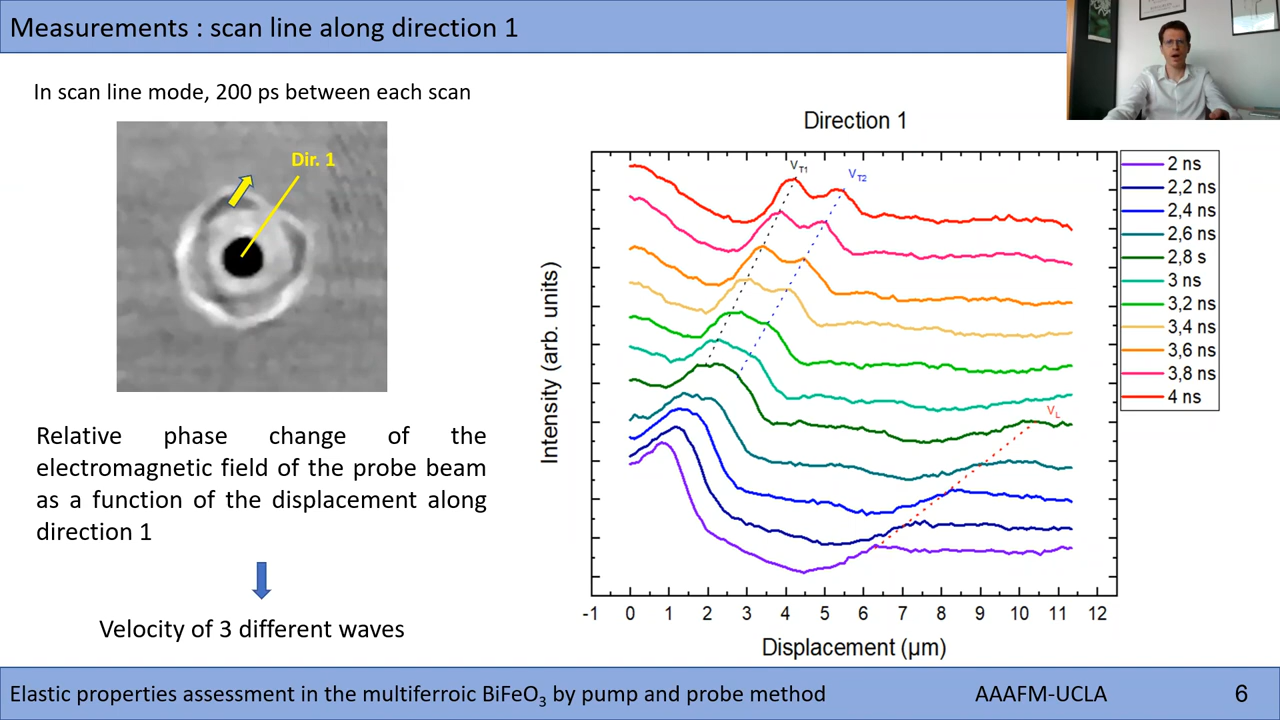 Measurements : scan line along direction 1
In scan line mode, 200 ps between each scan
Dir. 1
Relative phase change of the
electromagnetic field of the probe beam
as a function of the displacement along
direction 1
Velocity of 3 different waves
Direction 1
V_T1
V_T2
V_L
Intensity (arb. units)
-1 0 1 2 3 4 5 6 7 8 9 10 11 12
Displacement (µm)
2 ns
2,2 ns
2,4 ns
2,6 ns
2,8 s
3 ns
3,2 ns
3,4 ns
3,6 ns
3,8 ns
4 ns
Elastic properties assessment in the multiferroic BiFeO₃ by pump and probe method
AAAFM-UCLA
6